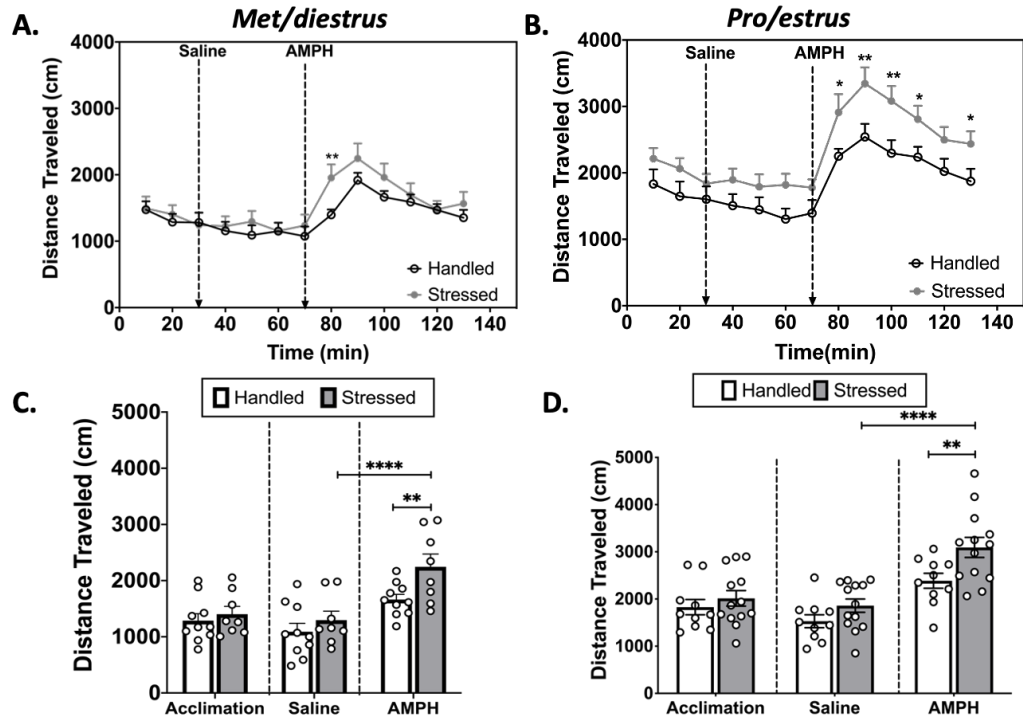 A.
Met/diestrus
Saline
AMPH
Distance Traveled (cm)
4000
3000
2000
1000
0
**
Handled
Stressed
0 20 40 60 80 100 120 140
Time (min)
B.
Pro/estrus
Saline
AMPH
Distance Traveled (cm)
4000
3000
2000
1000
0
* ** ** * *
Handled
Stressed
0 20 40 60 80 100 120 140
Time(min)
C.
Handled Stressed
Distance Traveled (cm)
5000
4000
3000
2000
1000
0
****
**
Acclimation Saline AMPH
D.
Handled Stressed
Distance Traveled (cm)
5000
4000
3000
2000
1000
0
****
**
Acclimation Saline AMPH